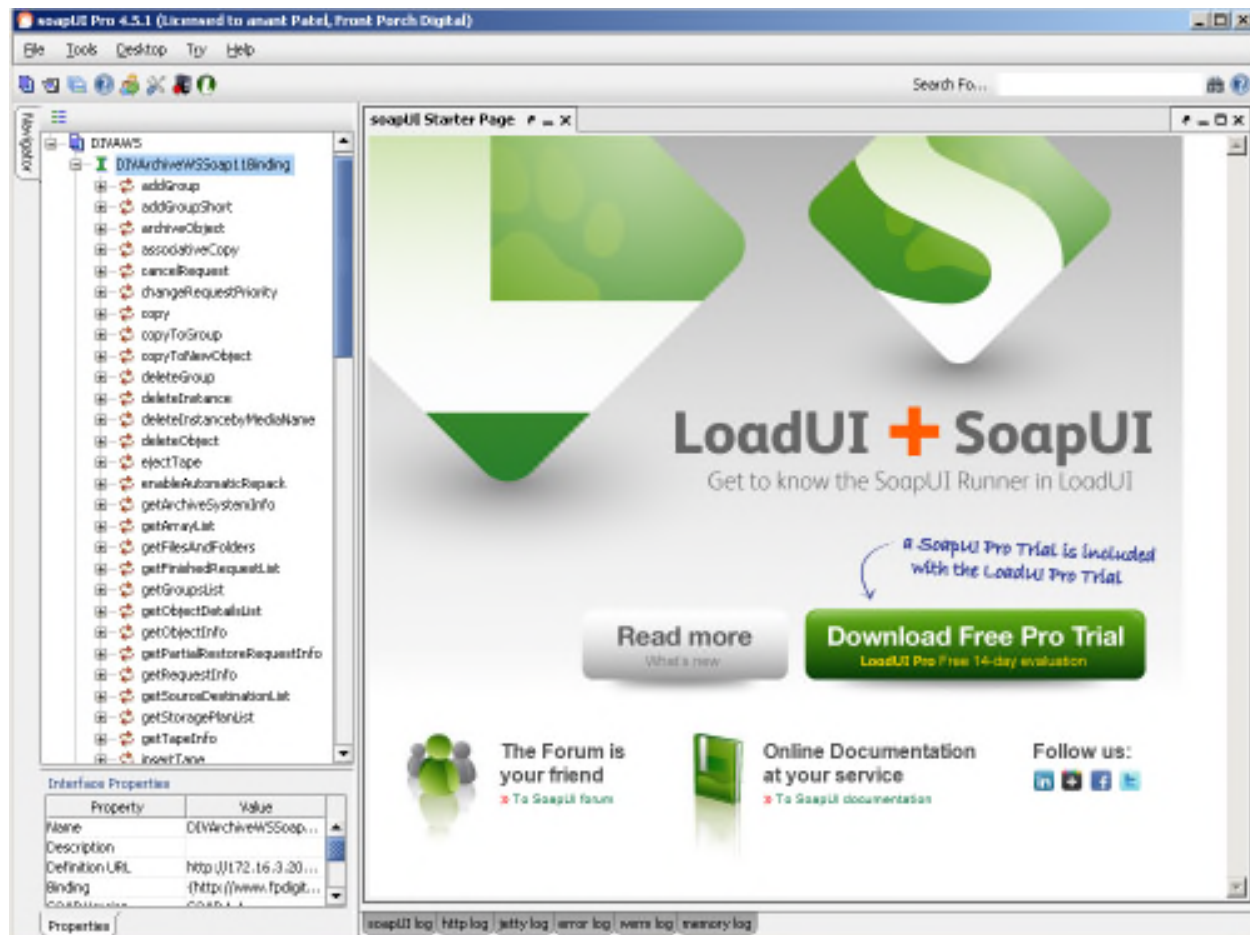 soapUI Pro 4.5.1 (Licensed to anant Patel, Front Porch Digital)
File Tools Desktop Try Help
Search Fo...
Navigator
DIVAWS
DIVArchiveWSSoap11Binding
addGroup
addGroupShort
archiveObject
associativeCopy
cancelRequest
changeRequestPriority
copy
copyToGroup
copyToNewObject
deleteGroup
deleteInstance
deleteInstancebyMediaName
deleteObject
ejectTape
enableAutomaticRepack
getArchiveSystemInfo
getArrayList
getFilesAndFolders
getFinishedRequestList
getGroupsList
getObjectDetailsList
getObjectInfo
getPartialRestoreRequestInfo
getRequestInfo
getSourceDestinationList
getStoragePlanList
getTapeInfo
insertTape
Interface Properties
Property Value
Name DIVArchiveWSSoap...
Description
Definition URL http://172.16.3.20...
Binding {http://www.fpdigit...
Properties
soapUI Starter Page
LoadUI + SoapUI
Get to know the SoapUI Runner in LoadUI
a SoapUI Pro Trial is included
with the LoadUI Pro Trial
Read more
What's new
Download Free Pro Trial
LoadUI Pro Free 14-day evaluation
The Forum is
your friend
» To SoapUI forum
Online Documentation
at your service
» To SoapUI documentation
Follow us:
soapUI log http log jetty log error log wsrm log memory log